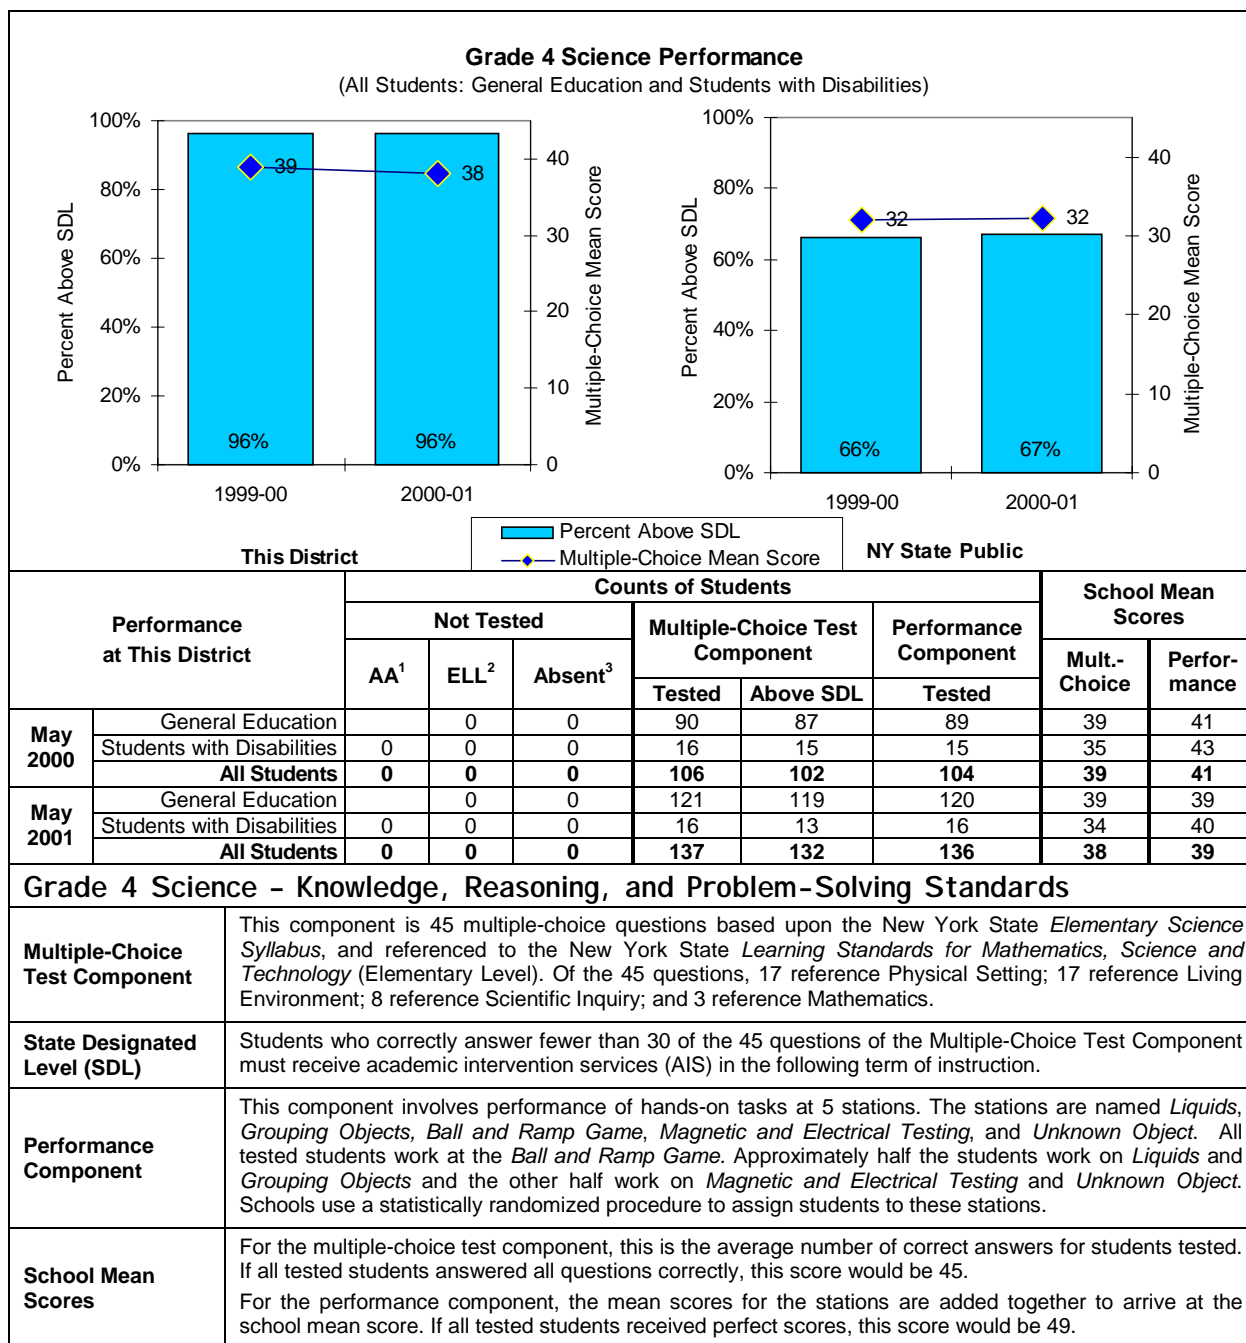 Grade 4 Science Performance
(All Students: General Education and Students with Disabilities)
100%
80%
60%
40%
20%
0%
Percent Above SDL
39
38
96%
96%
1999-00
2000-01
40
30
20
10
0
Multiple-Choice Mean Score
This District
100%
80%
60%
40%
20%
0%
Percent Above SDL
32
32
66%
67%
1999-00
2000-01
40
30
20
10
0
Multiple-Choice Mean Score
NY State Public
Percent Above SDL
Multiple-Choice Mean Score
Performance
at This District
Counts of Students
School Mean
Scores
Not Tested
Multiple-Choice Test
Component
Performance
Component
AA¹ ELL² Absent³
Tested Above SDL Tested
Mult.-
Choice
Perfor-
mance
May
2000
General Education 0 0 90 87 89 39 41
Students with Disabilities 0 0 0 16 15 15 35 43
All Students 0 0 0 106 102 104 39 41
May
2001
General Education 0 0 121 119 120 39 39
Students with Disabilities 0 0 0 16 13 16 34 40
All Students 0 0 0 137 132 136 38 39
Grade 4 Science – Knowledge, Reasoning, and Problem-Solving Standards
Multiple-Choice
Test Component
This component is 45 multiple-choice questions based upon the New York State Elementary Science
Syllabus, and referenced to the New York State Learning Standards for Mathematics, Science and
Technology (Elementary Level). Of the 45 questions, 17 reference Physical Setting; 17 reference Living
Environment; 8 reference Scientific Inquiry; and 3 reference Mathematics.
State Designated
Level (SDL)
Students who correctly answer fewer than 30 of the 45 questions of the Multiple-Choice Test Component
must receive academic intervention services (AIS) in the following term of instruction.
Performance
Component
This component involves performance of hands-on tasks at 5 stations. The stations are named Liquids,
Grouping Objects, Ball and Ramp Game, Magnetic and Electrical Testing, and Unknown Object. All
tested students work at the Ball and Ramp Game. Approximately half the students work on Liquids and
Grouping Objects and the other half work on Magnetic and Electrical Testing and Unknown Object.
Schools use a statistically randomized procedure to assign students to these stations.
School Mean
Scores
For the multiple-choice test component, this is the average number of correct answers for students tested.
If all tested students answered all questions correctly, this score would be 45.
For the performance component, the mean scores for the stations are added together to arrive at the
school mean score. If all tested students received perfect scores, this score would be 49.